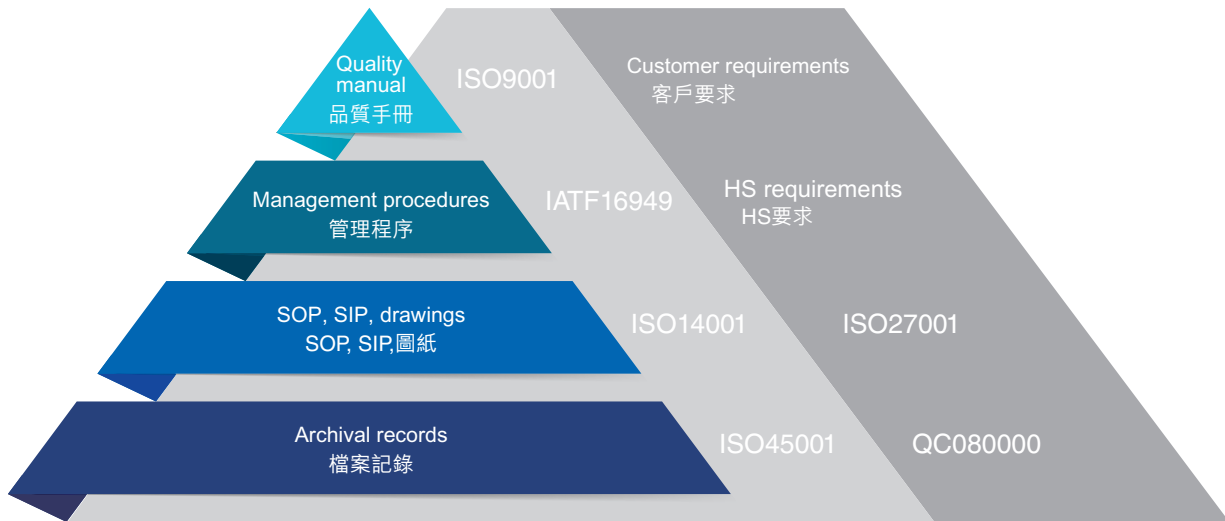 Quality
manual
品質手冊
ISO9001
Customer requirements
客戶要求
Management procedures
管理程序
IATF16949
HS requirements
HS要求
SOP, SIP, drawings
SOP, SIP,圖紙
ISO14001
ISO27001
Archival records
檔案記錄
ISO45001
QC080000